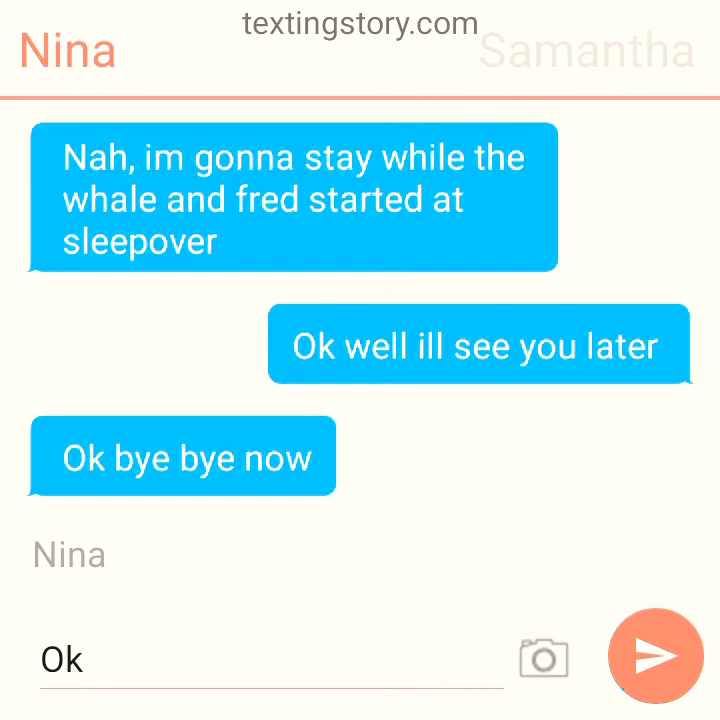 textingstory.com
Nina Samantha
Nah, im gonna stay while the
whale and fred started at
sleepover
Ok well ill see you later
Ok bye bye now
Nina
Ok